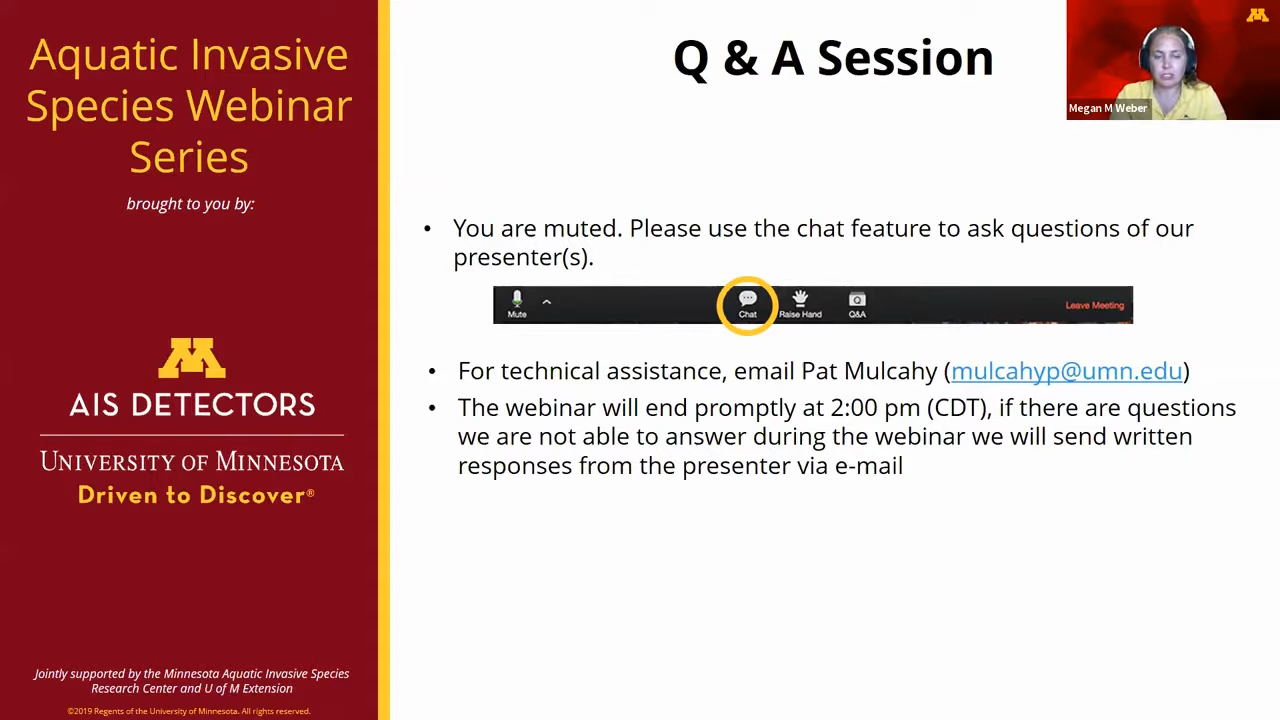 Aquatic Invasive
Species Webinar
Series
brought to you by:
AIS DETECTORS
UNIVERSITY OF MINNESOTA
Driven to Discover®
Jointly supported by the Minnesota Aquatic Invasive Species
Research Center and U of M Extension
©2019 Regents of the University of Minnesota. All rights reserved.
Q & A Session
Megan M Weber
• You are muted. Please use the chat feature to ask questions of our
presenter(s).
Mute Chat Raise Hand Q&A Leave Meeting
• For technical assistance, email Pat Mulcahy (mulcahyp@umn.edu)
• The webinar will end promptly at 2:00 pm (CDT), if there are questions
we are not able to answer during the webinar we will send written
responses from the presenter via e-mail